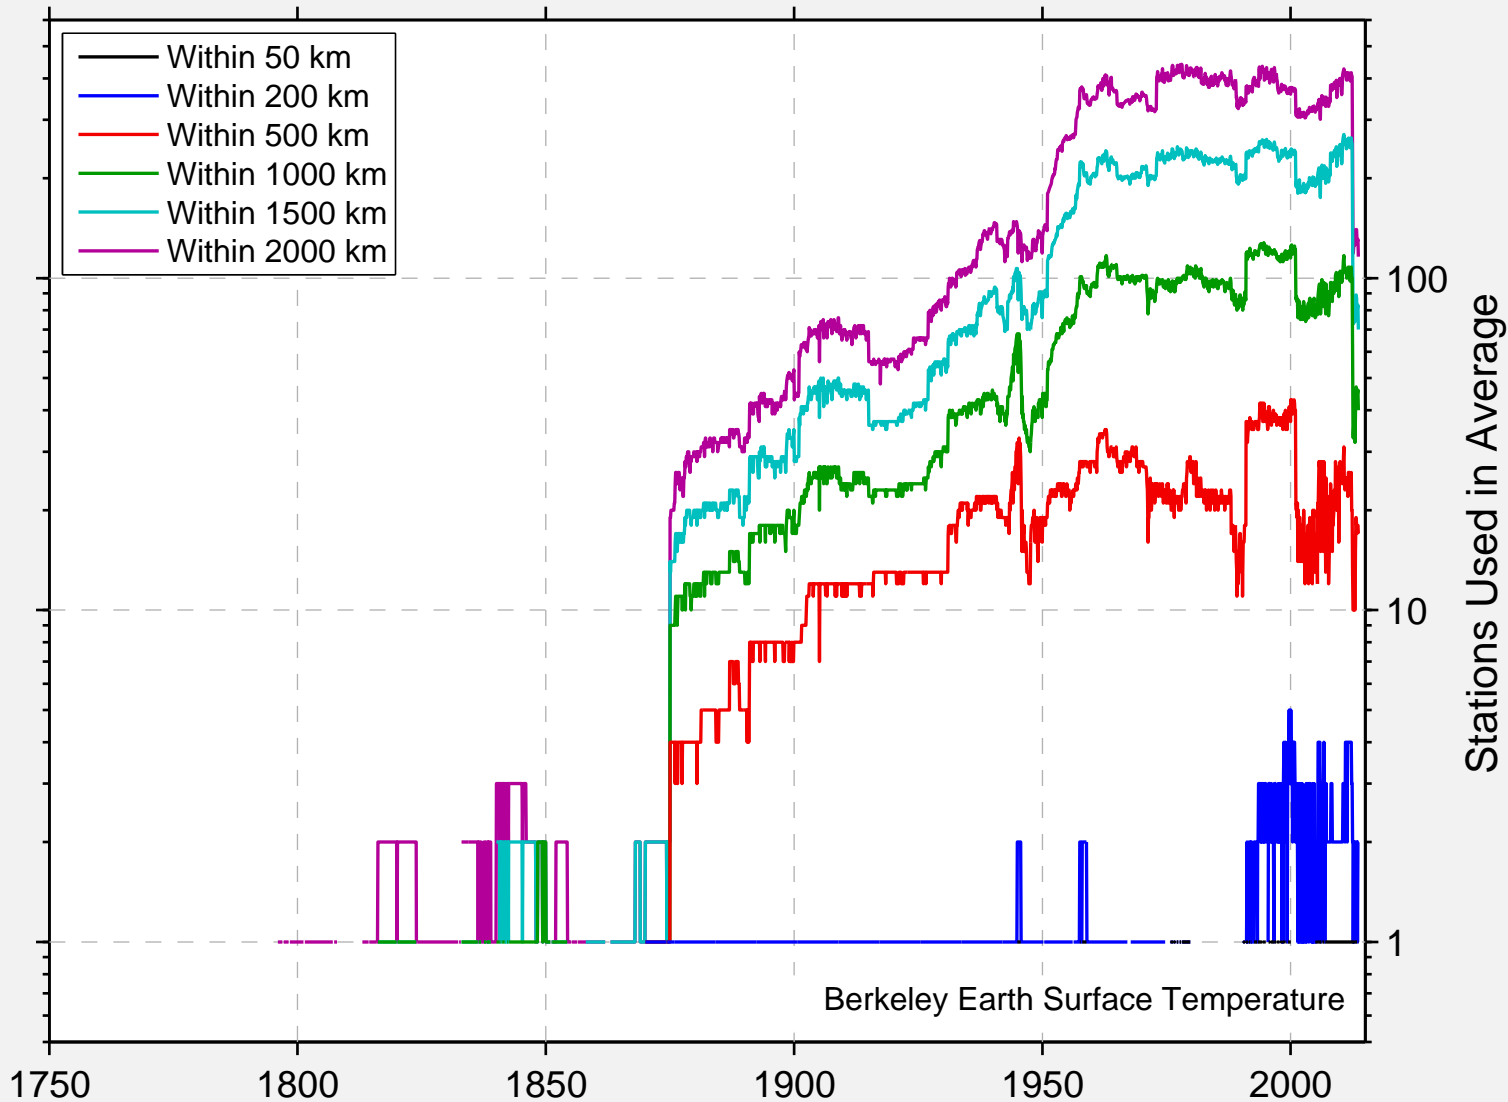 Within 50 km
Within 200 km
Within 500 km
Within 1000 km
Within 1500 km
Within 2000 km
100
10
1
Stations Used in Average
Berkeley Earth Surface Temperature
1750 1800 1850 1900 1950 2000